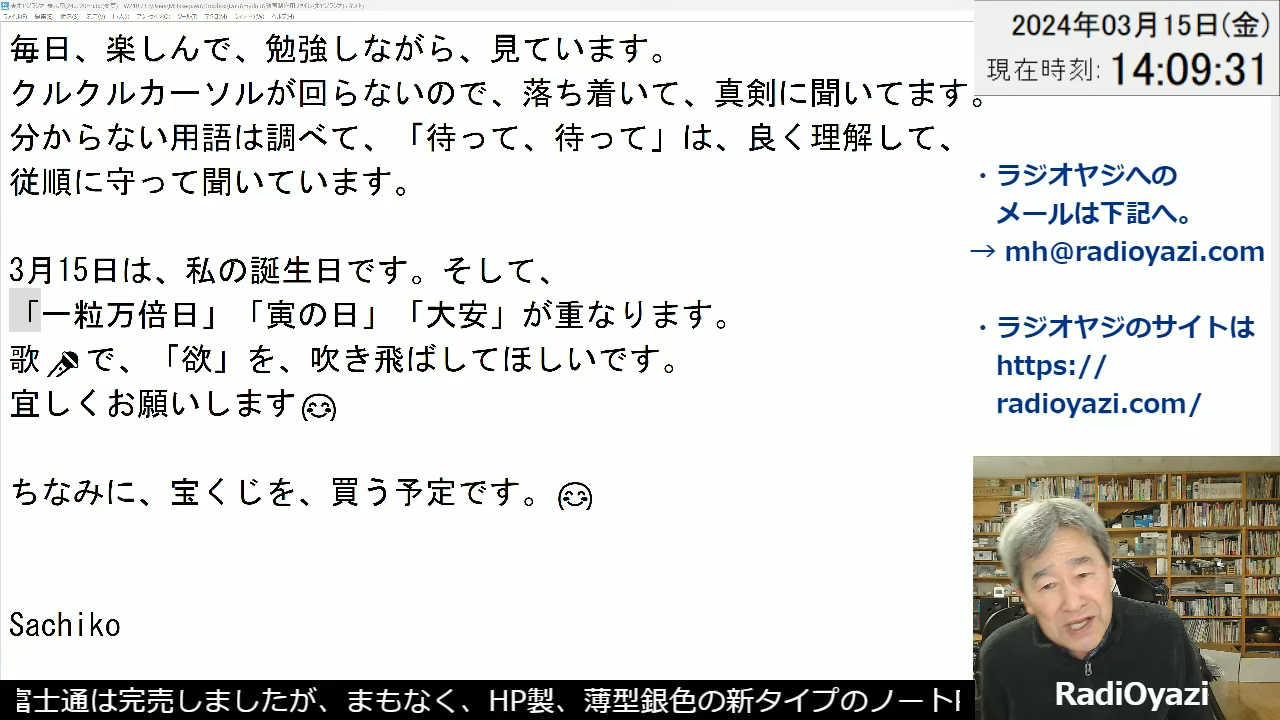 毎日、楽しんで、勉強しながら、見ています。
クルクルカーソルが回らないので、落ち着いて、真剣に聞いてます。
分からない用語は調べて、「待って、待って」は、良く理解して、
従順に守って聞いています。
3月15日は、私の誕生日です。そして、
「一粒万倍日」「寅の日」「大安」が重なります。
歌🎤で、「欲」を、吹き飛ばしてほしいです。
宜しくお願いします😊
ちなみに、宝くじを、買う予定です。😊
Sachiko
2024年03月15日(金)
現在時刻: 14:09:31
・ラジオヤジへの
メールは下記へ。
→ mh@radioyazi.com
・ラジオヤジのサイトは
https://
radioyazi.com/
RadiOyazi
富士通は完売しましたが、まもなく、HP製、薄型銀色の新タイプのノートP